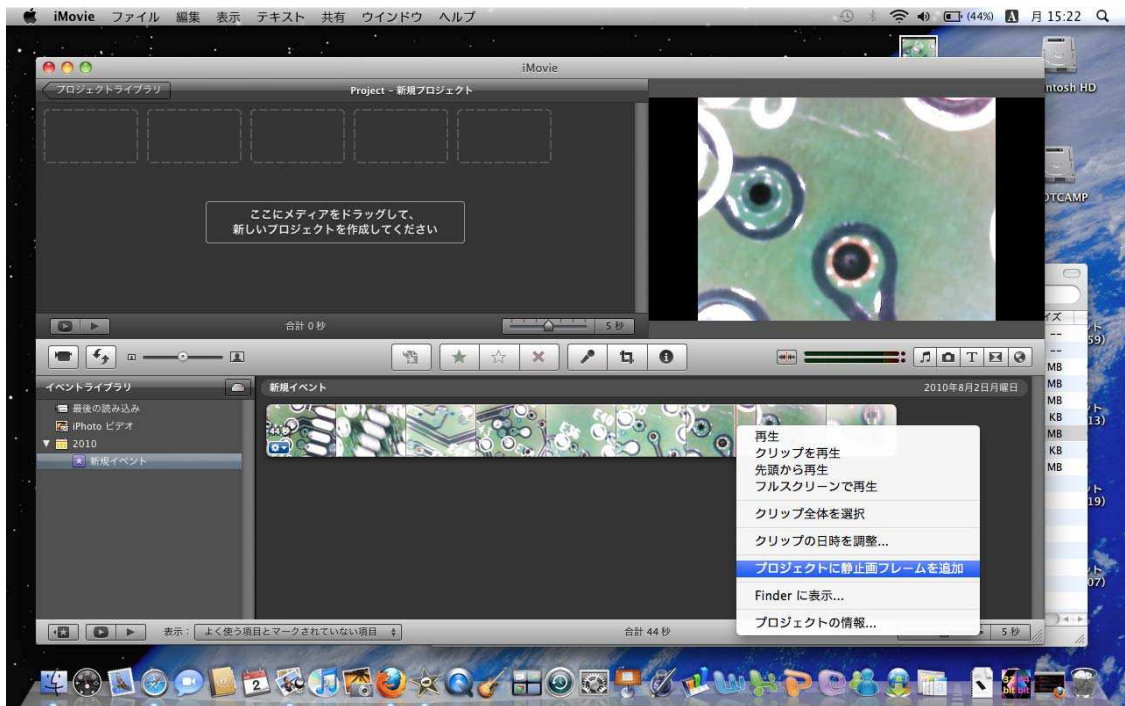 iMovie ファイル 編集 表示 テキスト 共有 ウインドウ ヘルプ (44%) A 月 15:22
iMovie
プロジェクトライブラリ Project - 新規プロジェクト
ntosh HD
OTCAMP
ここにメディアをドラッグして、
新しいプロジェクトを作成してください
合計 0 秒 5 秒
イズ
--
59)
--
MB
イベントライブラリ 新規イベント 2010年8月2日月曜日
MB
最後の読み込み
MB
iPhoto ビデオ
KB
13)
2010
MB
新規イベント
KB
MB
44秒
再生
クリップを再生
先頭から再生
フルスクリーンで再生
19)
クリップ全体を選択
クリップの日時を調整...
プロジェクトに静止画フレームを追加
07)
Finder に表示...
プロジェクトの情報...
表示： よく使う項目とマークされていない項目 合計 44 秒 5 秒